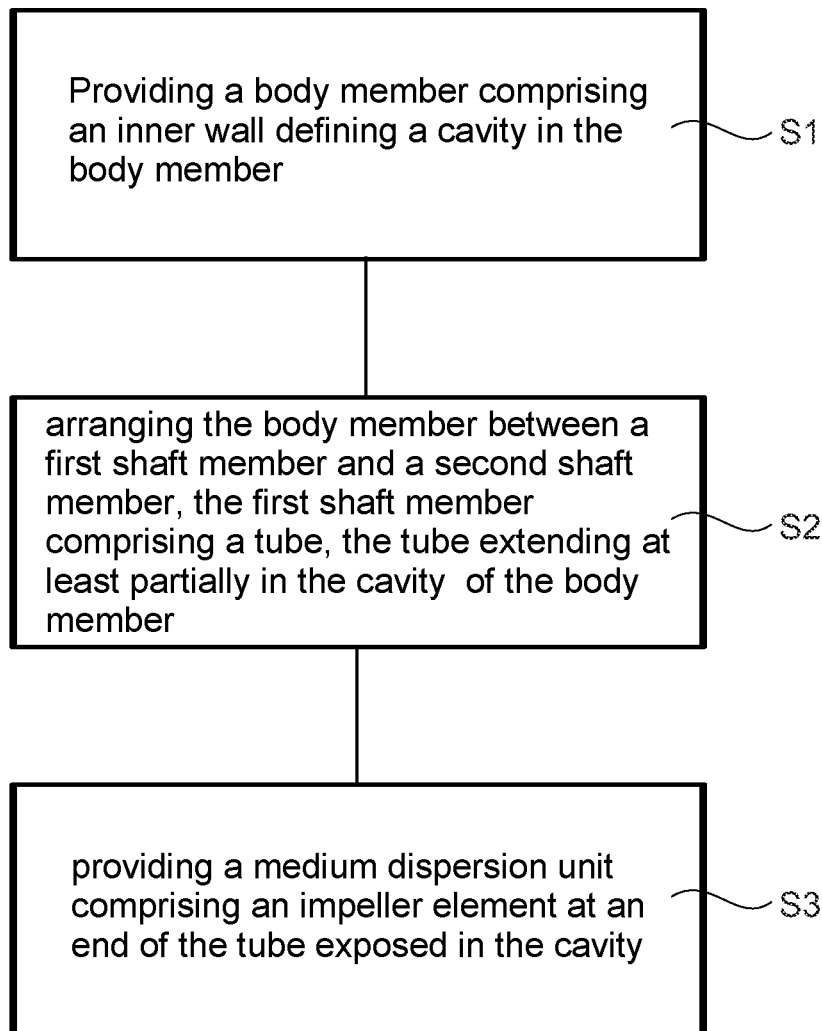 Providing a body member comprising
an inner wall defining a cavity in the
body member
S1
arranging the body member between a
first shaft member and a second shaft
member, the first shaft member
comprising a tube, the tube extending at
least partially in the cavity of the body
member
S2
providing a medium dispersion unit
comprising an impeller element at an
end of the tube exposed in the cavity
S3